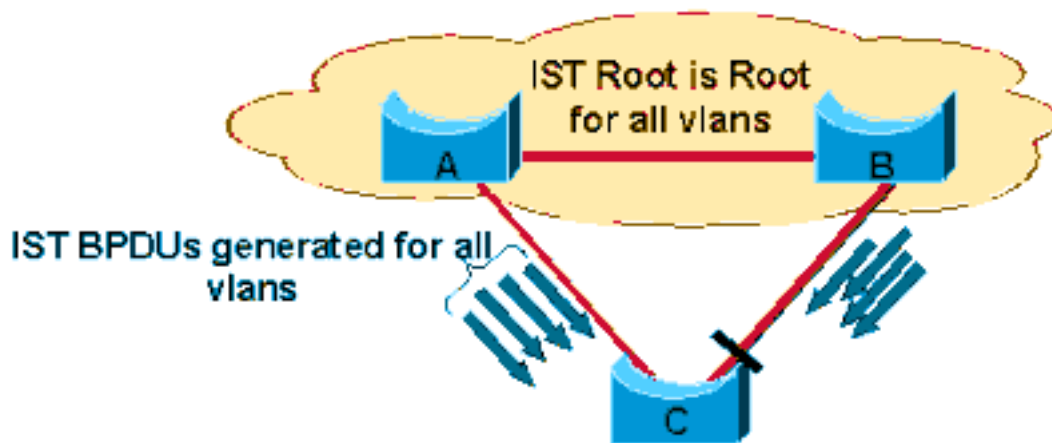 IST Root is Root
for all vlans
A
B
IST BPDUs generated for all
vlans
C